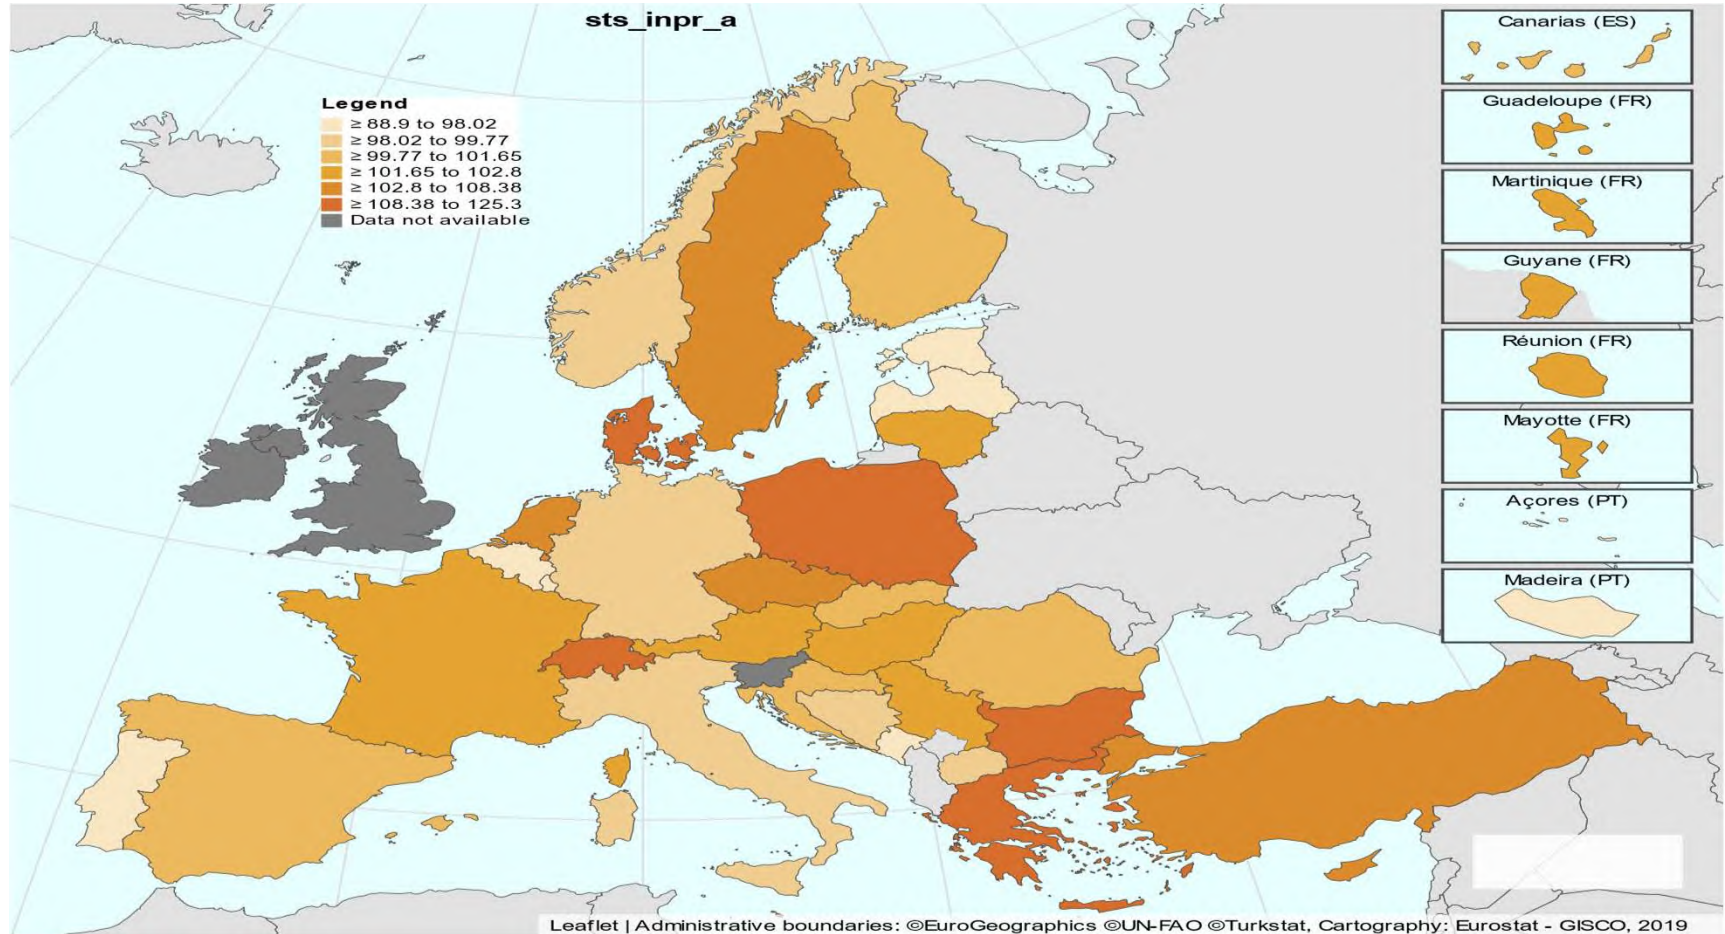 sts_inpr_a
Legend
≥ 88.9 to 98.02
≥ 98.02 to 99.77
≥ 99.77 to 101.65
≥ 101.65 to 102.8
≥ 102.8 to 108.38
≥ 108.38 to 125.3
Data not available
Canarias (ES)
Guadeloupe (FR)
Martinique (FR)
Guyane (FR)
Réunion (FR)
Mayotte (FR)
Açores (PT)
Madeira (PT)
Leaflet | Administrative boundaries: ©EuroGeographics ©UN-FAO ©Turkstat, Cartography: Eurostat - GISCO, 2019